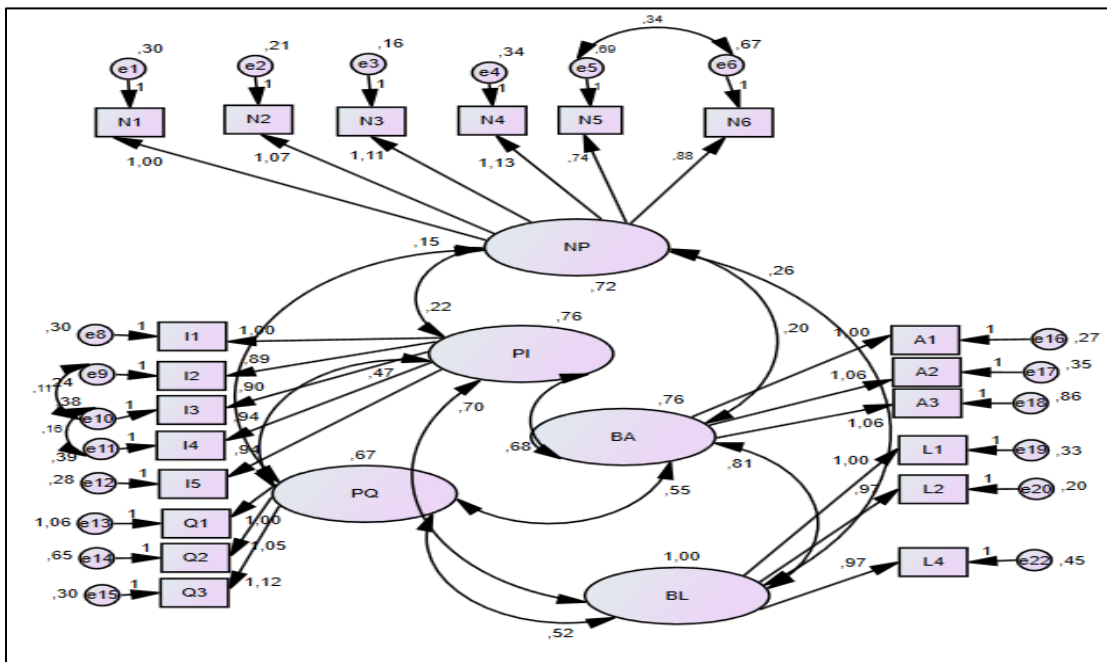 ,34
,30 ,21 ,16 ,34 ,69 ,67
e1 e2 e3 e4 e5 e6
1 1 1 1 1 1
N1 N2 N3 N4 N5 N6
1,00 1,07 1,11 1,13 ,74 ,88
NP
,72
,15 ,26
,22 ,20
,30 e8 1 I1 1,00
,76
PI
e9 1 I2 ,89
,11 ,24
,38 e10 1 I3 ,90
,47
,16 e11 1 I4 ,94
,39
,28 e12 1 I5 ,94
,70
,68
1,00 A1 1 e16 ,27
1,06 A2 1 e17 ,35
1,06 A3 1 e18 ,86
,76
BA
,81
,55
1,00 L1 1 e19 ,33
,97 L2 1 e20 ,20
,97 L4 1 e22 ,45
,67
PQ
1,06 e13 1 Q1 1,00
,65 e14 1 Q2 1,05
,30 e15 1 Q3 1,12
1,00
BL
,52